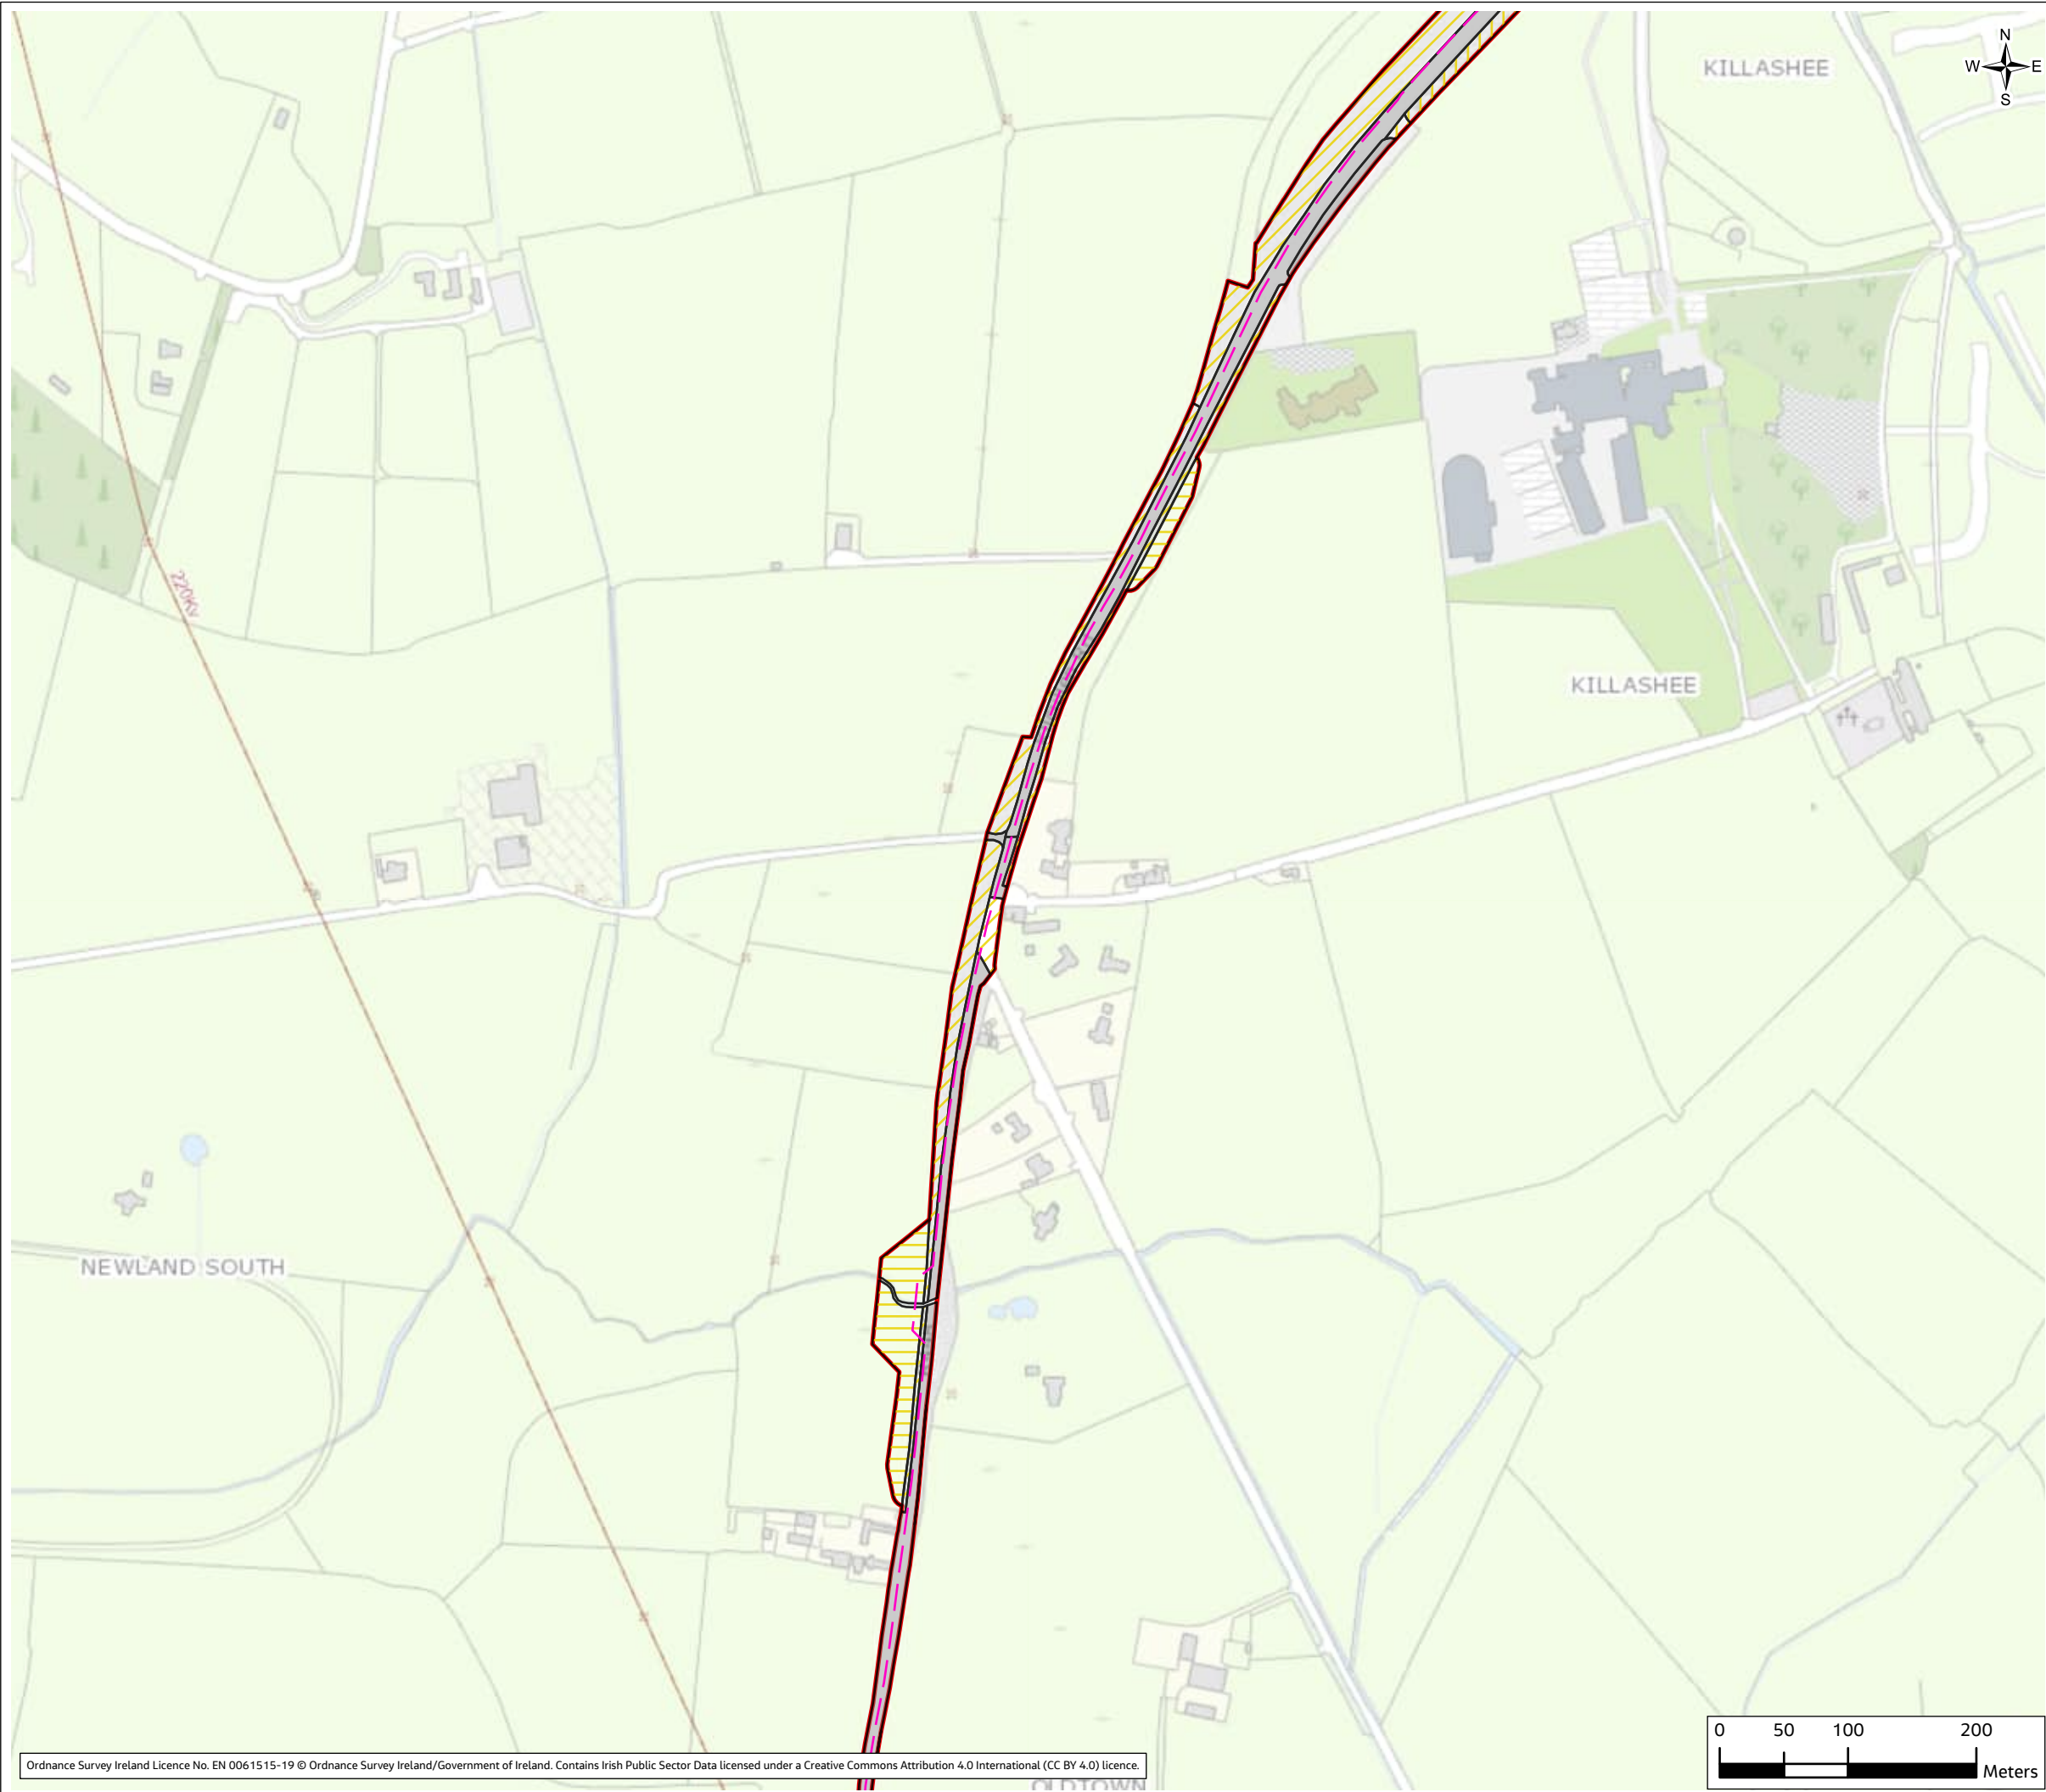 N
KILLASHEE
W E
S
220KV
KILLASHEE
NEWLAND SOUTH
0 50 100 200
Meters
Ordnance Survey Ireland Licence No. EN 0061515-19 © Ordnance Survey Ireland/Government of Ireland. Contains Irish Public Sector Data licensed under a Creative Commons Attribution 4.0 International (CC BY 4.0) licence.
OLDTOWN